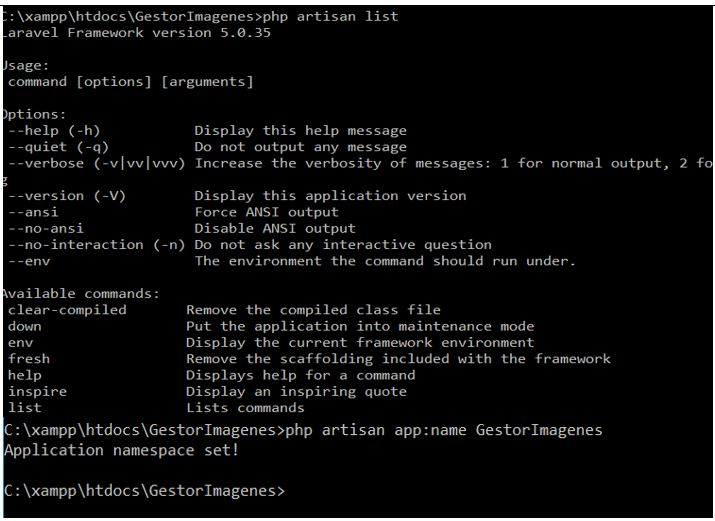 C:\xampp\htdocs\GestorImagenes>php artisan list
Laravel Framework version 5.0.35
Usage:
command [options] [arguments]
Options:
--help (-h) Display this help message
--quiet (-q) Do not output any message
--verbose (-v|vv|vvv) Increase the verbosity of messages: 1 for normal output, 2 fo
g
--version (-V) Display this application version
--ansi Force ANSI output
--no-ansi Disable ANSI output
--no-interaction (-n) Do not ask any interactive question
--env The environment the command should run under.
Available commands:
clear-compiled Remove the compiled class file
down Put the application into maintenance mode
env Display the current framework environment
fresh Remove the scaffolding included with the framework
help Displays help for a command
inspire Display an inspiring quote
list Lists commands
C:\xampp\htdocs\GestorImagenes>php artisan app:name GestorImagenes
Application namespace set!
C:\xampp\htdocs\GestorImagenes>